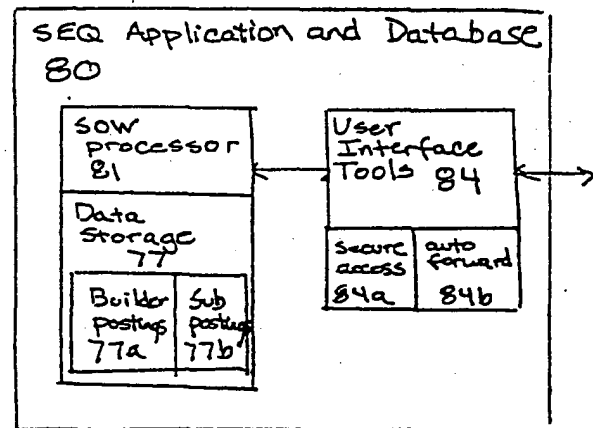 SEQ Application and Database
80
SOW
processor
81
Data
Storage
77
Builder
postings
77a
Sub
postings
77b
User
Interface
Tools 84
secure
access
84a
auto
forward
84b